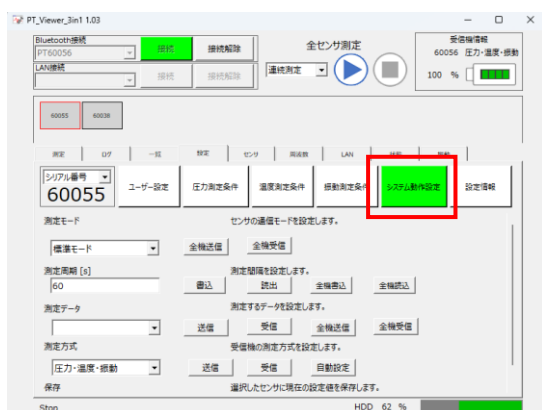 PT_Viewer_3in1 1.03
Bluetooth接続
PT60056
接続
接続解除
LAN接続
接続
接続解除
全センサ測定
連続測定
受信機情報
60056 圧力・温度・振動
100 %
60055
60038
測定
ログ
一覧
設定
センサ
周波数
LAN
シリアル番号
60055
ユーザー設定
圧力測定条件
温度測定条件
振動測定条件
システム動作設定
設定情報
測定モード
センサの通信モードを設定します。
標準モード
全機送信
全機受信
測定周期 [s]
測定間隔を設定します。
60
書込
読出
全機書込
全機読込
測定データ
測定するデータを設定します。
送信
受信
全機送信
全機受信
測定方式
受信機の測定方式を設定します。
圧力・温度・振動
送信
受信
自動設定
保存
選択したセンサに現在の設定値を保存します。
Stop
HDD 62 %